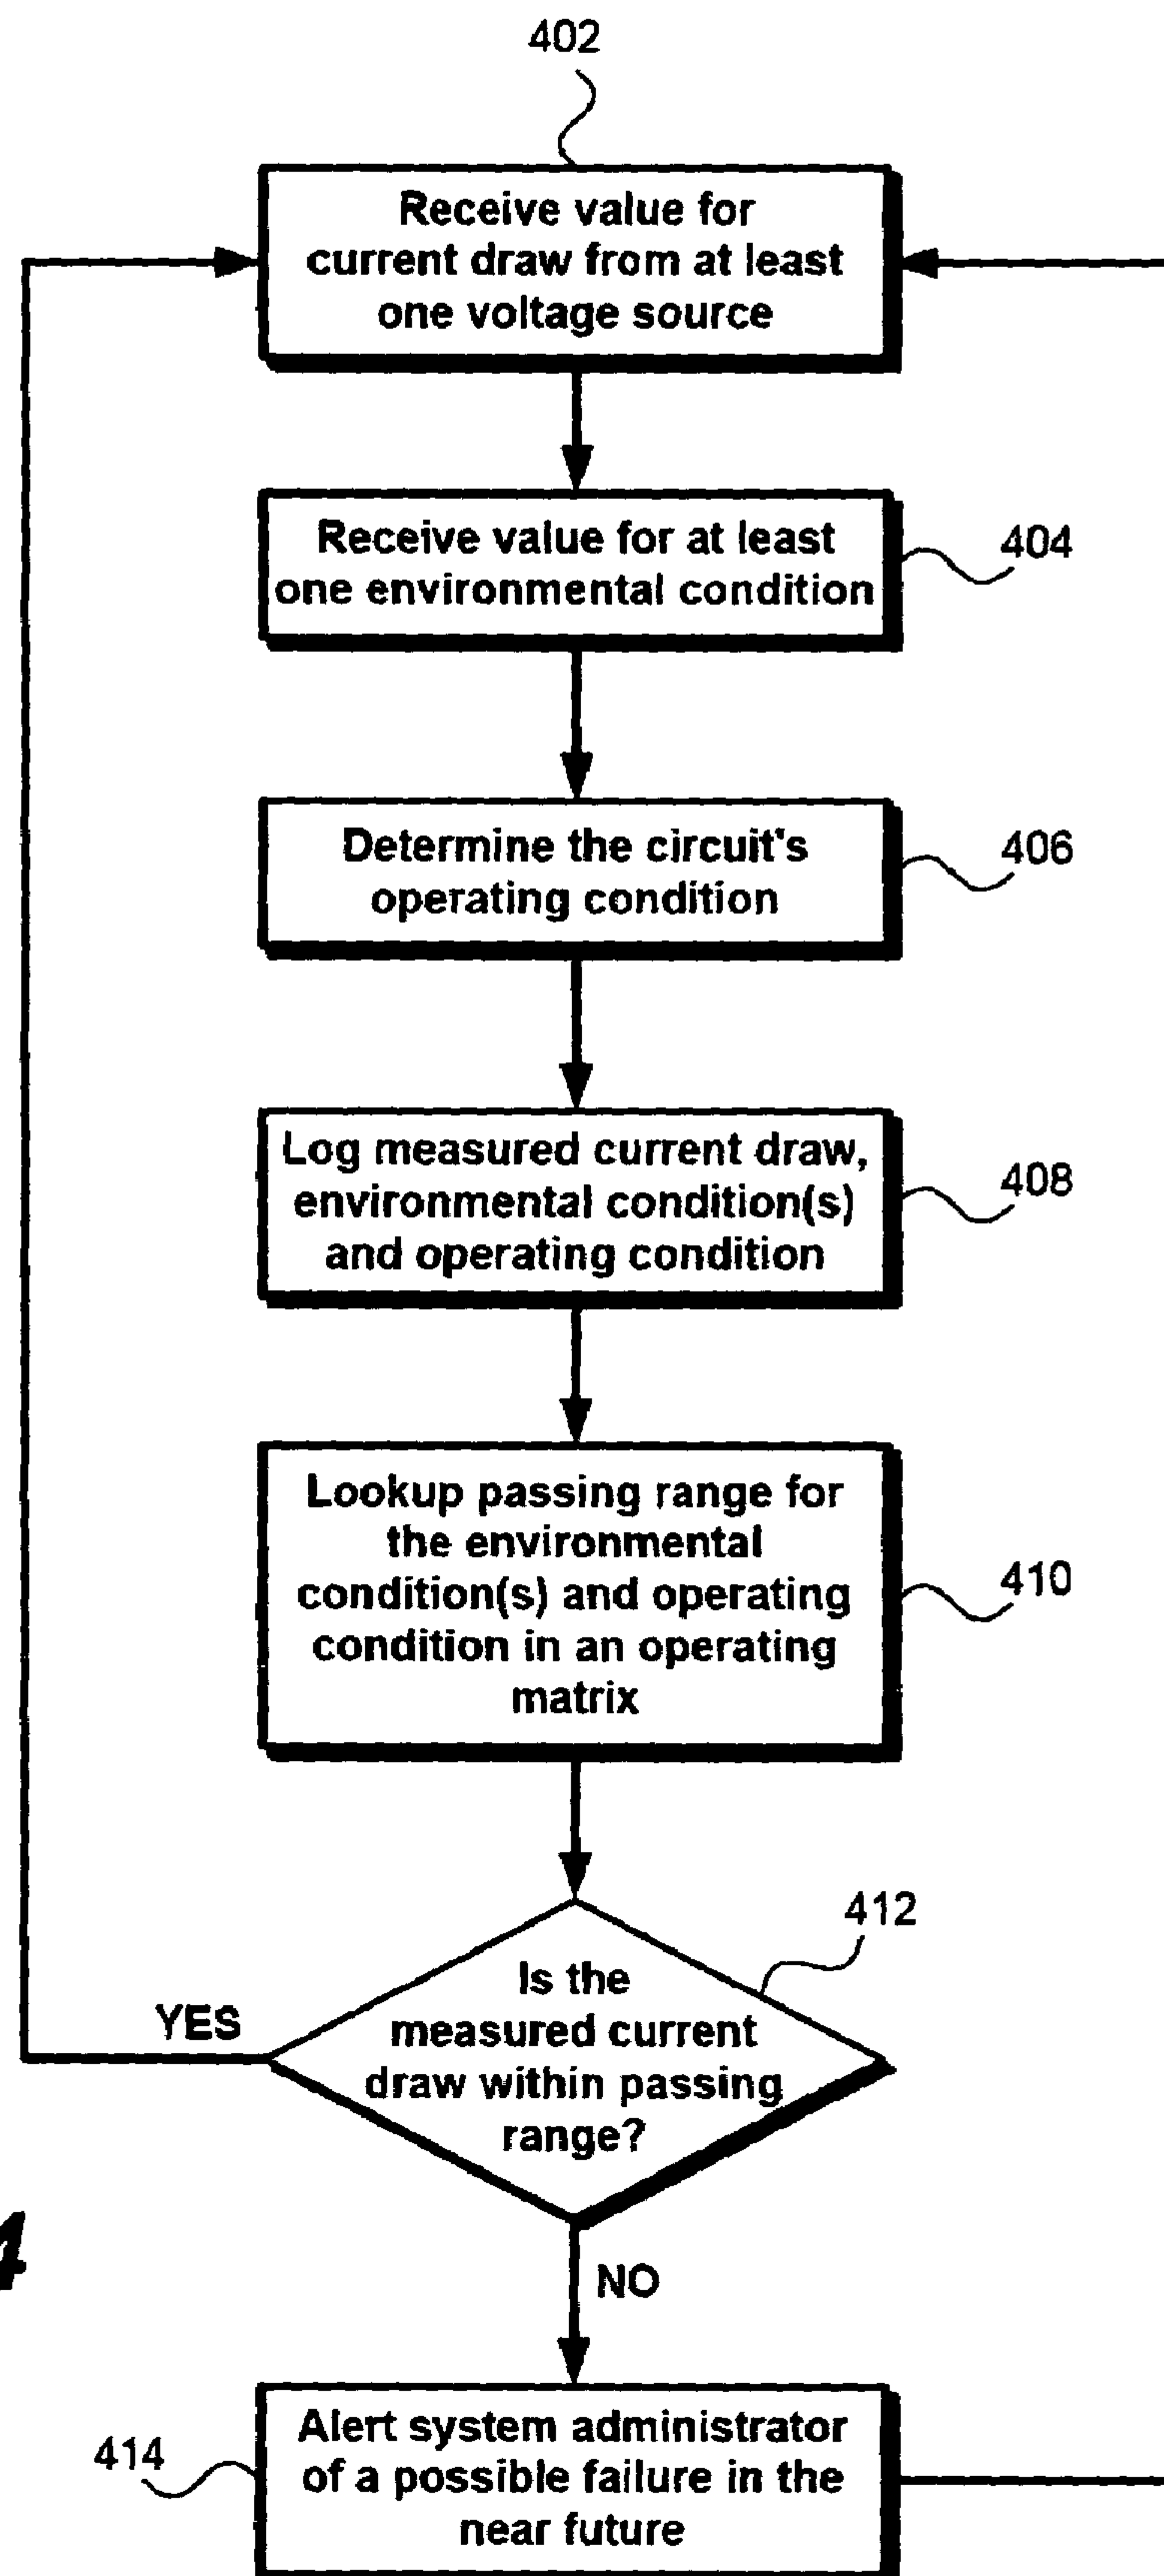 402
Receive value for
current draw from at least
one voltage source
Receive value for at least
one environmental condition
404
Determine the circuit's
operating condition
406
Log measured current draw,
environmental condition(s)
and operating condition
408
Lookup passing range for
the environmental
condition(s) and operating
condition in an operating
matrix
410
412
Is the
measured current
draw within passing
range?
YES
4
NO
414
Alert system administrator
of a possible failure in the
near future